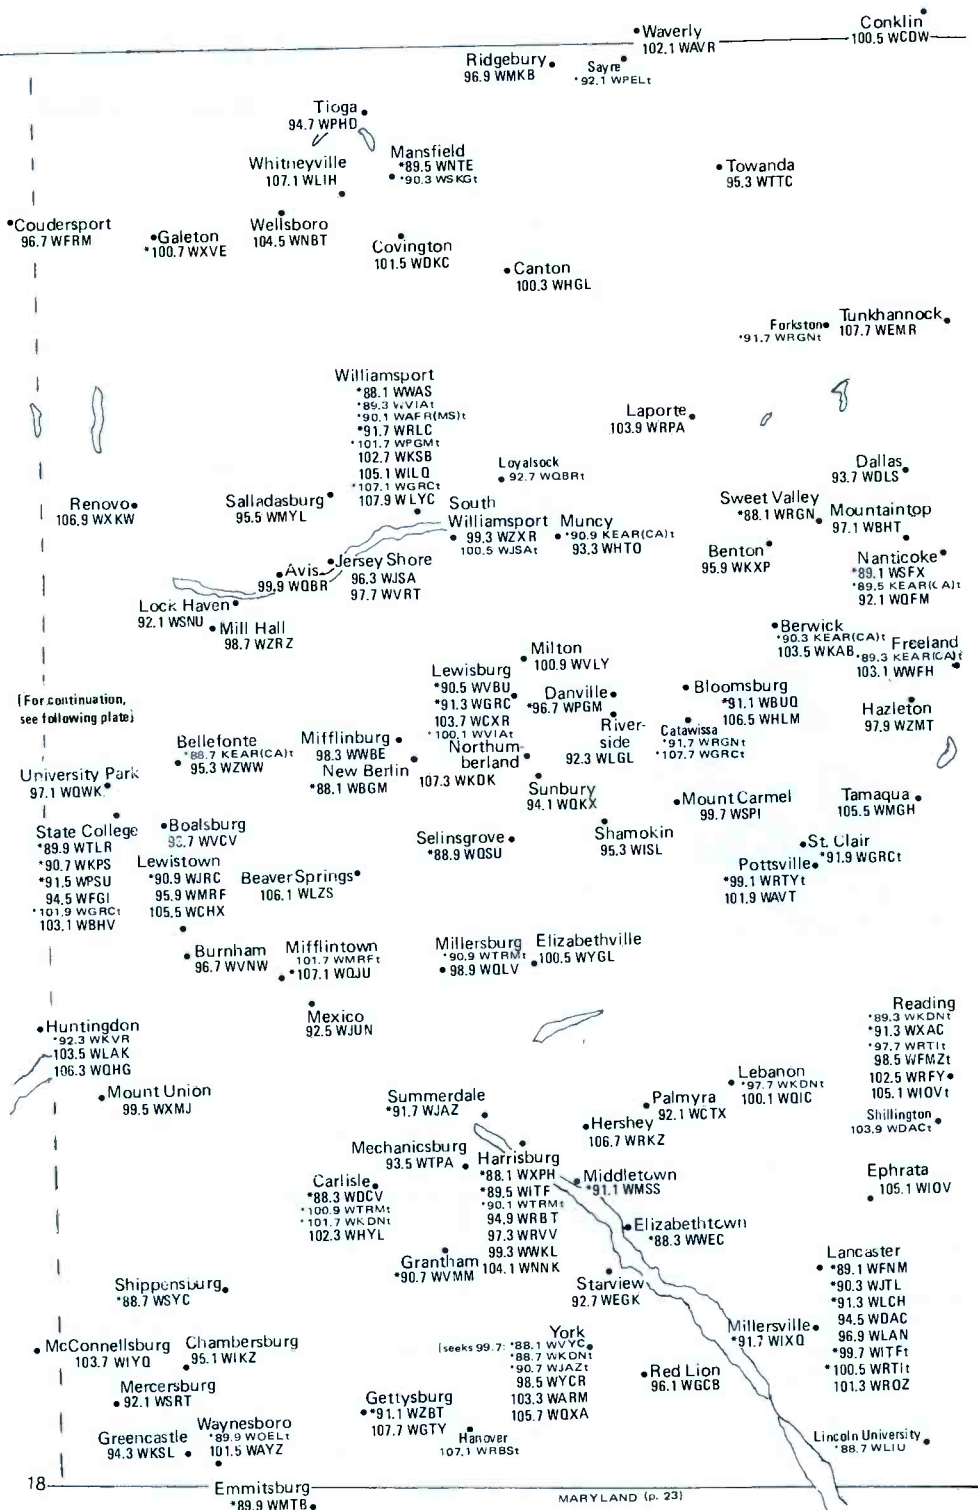 Conklin
100.5 WCDW
Waverly
102.1 WAVR
Ridgebury
96.9 WMKB
Sayre
*92.1 WPELt
Tioga
94.7 WPHD
Mansfield
*89.5 WNTE
*90.3 WSKGt
Whitneyville
107.1 WLIH
Towanda
95.3 WTTC
Coudersport
96.7 WFRM
Galeton
*100.7 WXVE
Wellsboro
104.5 WNBT
Covington
101.5 WDKC
Canton
100.3 WHGL
Forkston
*91.7 WRGNt
Tunkhannock
107.7 WEMR
Williamsport
*88.1 WWAS
*89.3 WVIAt
*90.1 WAFR(MS)t
*91.7 WRLC
*101.7 WPGMt
102.7 WKSB
105.1 WILQ
*107.1 WGRCt
107.9 WLYC
Laporte
103.9 WRPA
Loyalsock
*92.7 WQBRt
Dallas
93.7 WDLS
Renovo
106.9 WXKW
Salladasburg
95.5 WMYL
South
Williamsport
99.3 WZXR
100.5 WJSAt
Muncy
*90.9 KEAR(CA)t
93.3 WHTO
Sweet Valley
*88.1 WRGN
Mountaintop
97.1 WBHT
Benton
95.9 WKXP
Nanticoke
*89.1 WSFX
*89.5 KEAR(CA)t
92.1 WQFM
Avis
99.9 WQBR
Jersey Shore
96.3 WJSA
97.7 WVRT
Lock Haven
92.1 WSNU
Mill Hall
98.7 WZRZ
Berwick
*90.3 KEAR(CA)t
103.5 WKAB
Freeland
*89.3 KEAR(CA)t
103.1 WWFH
Milton
100.9 WVLY
Lewisburg
*90.5 WVBU
*91.3 WGRC
103.7 WCXR
*100.1 WVIAt
Danville
*96.7 WPGM
Bloomsburg
*91.1 WBUQ
106.5 WHLM
Hazleton
97.9 WZMT
(For continuation,
see following plate)
River-
side
92.3 WLGL
Catawissa
*91.7 WRGNt
*107.7 WGRCt
Bellefonte
*88.7 KEAR(CA)t
95.3 WZWW
Mifflinburg
98.3 WWBE
New Berlin
*88.1 WBGM
Northum-
berland
107.3 WKDK
University Park
97.1 WQWK
Sunbury
94.1 WQKX
Mount Carmel
99.7 WSPI
Tamaqua
105.5 WMGH
State College
*89.9 WTLR
*90.7 WKPS
*91.5 WPSU
94.5 WFGI
*101.9 WGRCt
103.1 WBHV
Boalsburg
WVCV
Lewistown
*90.9 WJRC
95.9 WMRF
105.5 WCHX
Beaver Springs
106.1 WLZS
Selinsgrove
*88.9 WQSU
Shamokin
95.3 WISL
St. Clair
*91.9 WGRCt
Pottsville
*99.1 WRTYt
101.9 WAVT
Burnham
96.7 WVNW
Mifflintown
101.7 WMRFt
*107.1 WQJU
Millersburg
*90.9 WTRMt
98.9 WQLV
Elizabethville
100.5 WYGL
Mexico
92.5 WJUN
Reading
*89.3 WKDNt
*91.3 WXAC
*97.7 WRTIt
98.5 WFMZt
102.5 WRFY
105.1 WIOVt
Huntingdon
*92.3 WKVR
103.5 WLAK
106.3 WQHG
Mount Union
99.5 WXMJ
Summerdale
*91.7 WJAZ
Lebanon
*97.7 WKDNt
100.1 WQIC
Palmyra
92.1 WCTX
Hershey
106.7 WRKZ
Shillington
103.9 WDACt
Mechanicsburg
93.5 WTPA
Harrisburg
*88.1 WXPH
*89.5 WITF
*90.1 WTRMt
94.9 WRBT
97.3 WRVV
99.3 WWKL
104.1 WNNK
Middletown
*91.1 WMSS
Ephrata
105.1 WIOV
Carlisle
*88.3 WDCV
*100.9 WTRMt
*101.7 WKDNt
102.3 WHYL
Elizabethtown
*88.3 WWEC
Grantham
*90.7 WVMM
Lancaster
*89.1 WFNM
*90.3 WJTL
*91.3 WLCH
94.5 WDAC
96.9 WLAN
*99.7 WITFt
*100.5 WRTIt
101.3 WROZ
Shippensburg
*88.7 WSYC
Starview
92.7 WEGK
Millersville
*91.7 WIXQ
McConnellsburg
103.7 WIYQ
Chambersburg
95.1 WIKZ
York
(seeks 99.7: *88.1 WVYC
*88.7 WKDNt
*90.7 WJAZt
98.5 WYCR
103.3 WARM
105.7 WQXA
Red Lion
96.1 WGCB
Mercersburg
92.1 WSRT
Gettysburg
*91.1 WZBT
107.7 WGTY
Hanover
107.1 WRBSt
Waynesboro
*89.9 WOELt
101.5 WAYZ
Greencastle
94.3 WKSL
Lincoln University
*88.7 WLIU
18
Emmitsburg
*89.9 WMTB
MARYLAND (p. 23)